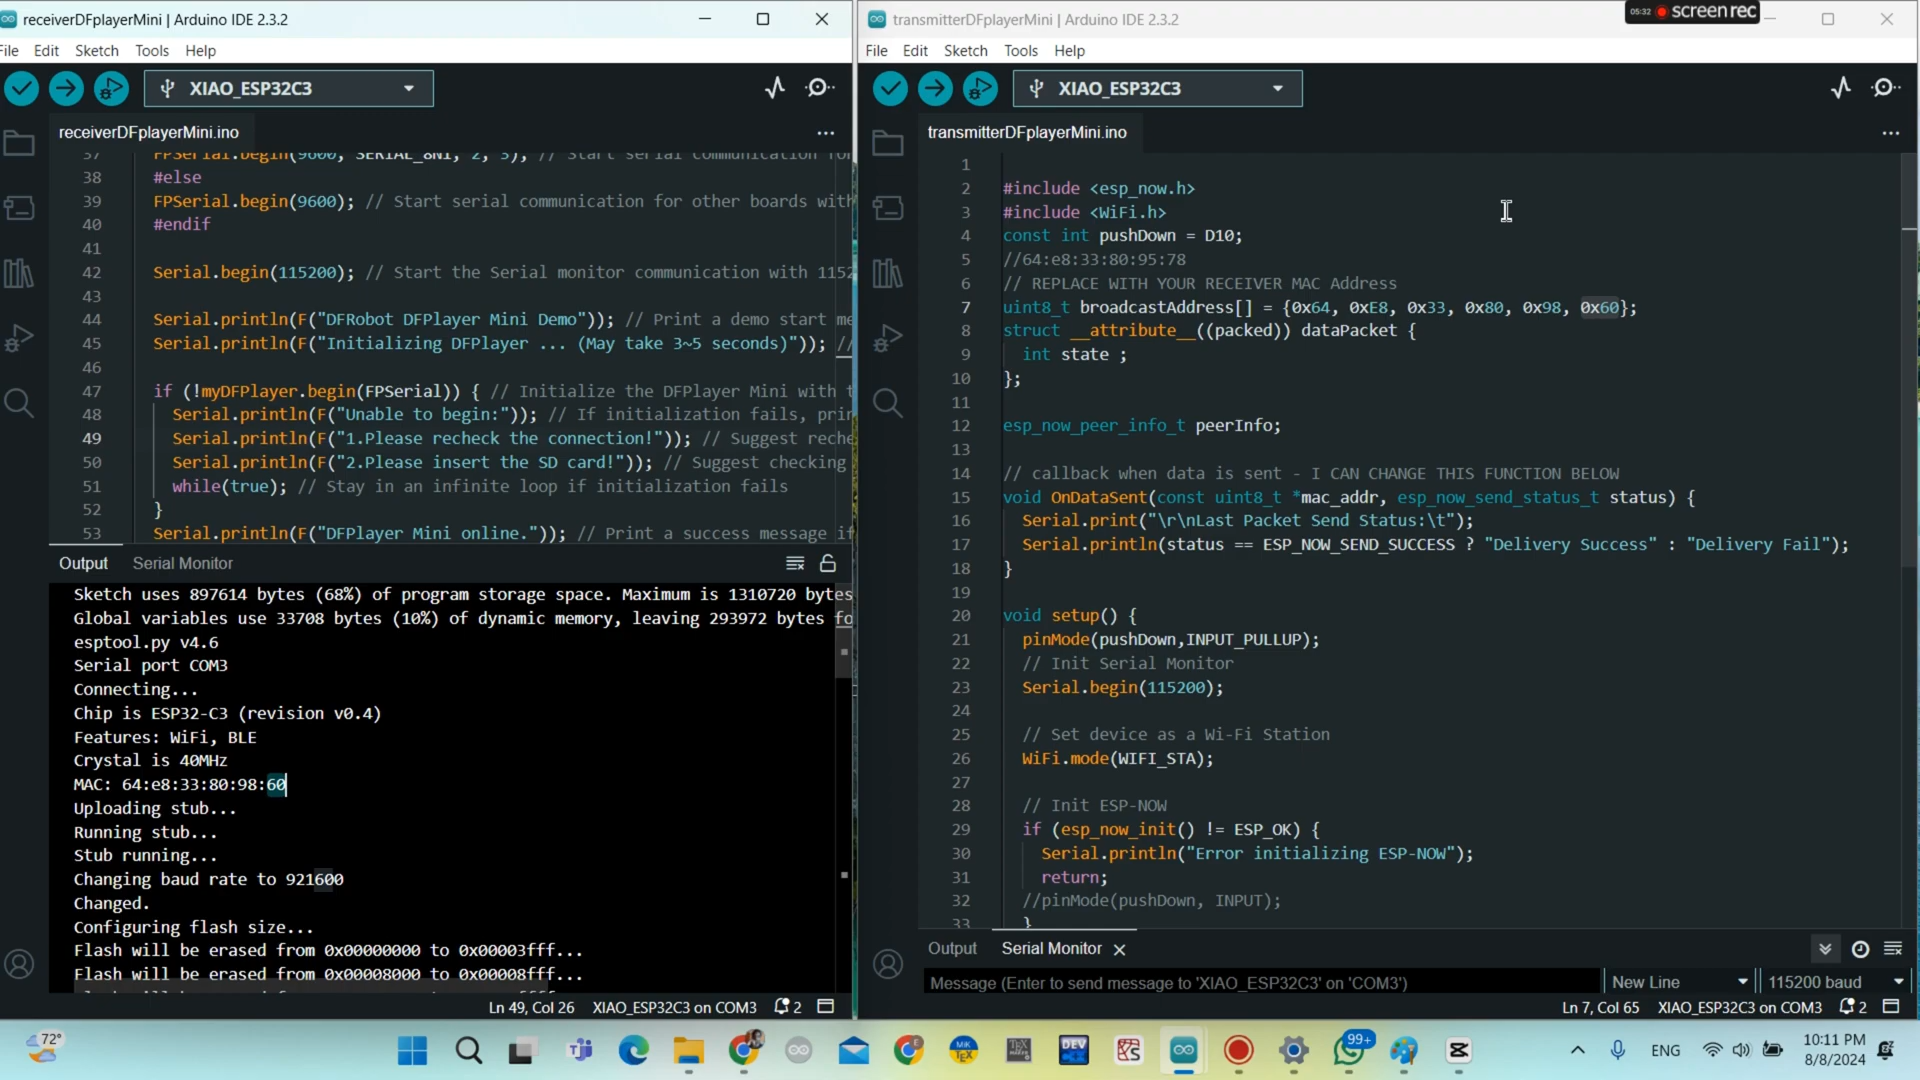 receiverDFplayerMini | Arduino IDE 2.3.2
File Edit Sketch Tools Help
XIAO_ESP32C3
receiverDFplayerMini.ino
37 FPSerial.begin(9600, SERIAL_8N1, 2, 3); // Start serial communication for
38 #else
39 FPSerial.begin(9600); // Start serial communication for other boards with
40 #endif
41
42 Serial.begin(115200); // Start the Serial monitor communication with 1152
43
44 Serial.println(F("DFRobot DFPlayer Mini Demo")); // Print a demo start me
45 Serial.println(F("Initializing DFPlayer ... (May take 3~5 seconds)")); //
46
47 if (!myDFPlayer.begin(FPSerial)) { // Initialize the DFPlayer Mini with t
48 Serial.println(F("Unable to begin:")); // If initialization fails, prin
49 Serial.println(F("1.Please recheck the connection!")); // Suggest reche
50 Serial.println(F("2.Please insert the SD card!")); // Suggest checking
51 while(true); // Stay in an infinite loop if initialization fails
52 }
53 Serial.println(F("DFPlayer Mini online.")); // Print a success message if
Output Serial Monitor
Sketch uses 897614 bytes (68%) of program storage space. Maximum is 1310720 bytes
Global variables use 33708 bytes (10%) of dynamic memory, leaving 293972 bytes fo
esptool.py v4.6
Serial port COM3
Connecting...
Chip is ESP32-C3 (revision v0.4)
Features: WiFi, BLE
Crystal is 40MHz
MAC: 64:e8:33:80:98:60
Uploading stub...
Running stub...
Stub running...
Changing baud rate to 921600
Changed.
Configuring flash size...
Flash will be erased from 0x00000000 to 0x00003fff...
Flash will be erased from 0x00008000 to 0x00008fff...
Ln 49, Col 26 XIAO_ESP32C3 on COM3 2
transmitterDFplayerMini | Arduino IDE 2.3.2
05:32 screen rec
File Edit Sketch Tools Help
XIAO_ESP32C3
transmitterDFplayerMini.ino
1
2 #include <esp_now.h>
3 #include <WiFi.h>
4 const int pushDown = D10;
5 //64:e8:33:80:95:78
6 // REPLACE WITH YOUR RECEIVER MAC Address
7 uint8_t broadcastAddress[] = {0x64, 0xE8, 0x33, 0x80, 0x98, 0x60};
8 struct __attribute__((packed)) dataPacket {
9 int state ;
10 };
11
12 esp_now_peer_info_t peerInfo;
13
14 // callback when data is sent - I CAN CHANGE THIS FUNCTION BELOW
15 void OnDataSent(const uint8_t *mac_addr, esp_now_send_status_t status) {
16 Serial.print("\r\nLast Packet Send Status:\t");
17 Serial.println(status == ESP_NOW_SEND_SUCCESS ? "Delivery Success" : "Delivery Fail");
18 }
19
20 void setup() {
21 pinMode(pushDown,INPUT_PULLUP);
22 // Init Serial Monitor
23 Serial.begin(115200);
24
25 // Set device as a Wi-Fi Station
26 WiFi.mode(WIFI_STA);
27
28 // Init ESP-NOW
29 if (esp_now_init() != ESP_OK) {
30 Serial.println("Error initializing ESP-NOW");
31 return;
32 //pinMode(pushDown, INPUT);
33 }
Output Serial Monitor
Message (Enter to send message to 'XIAO_ESP32C3' on 'COM3') New Line 115200 baud
Ln 7, Col 65 XIAO_ESP32C3 on COM3 2
72° 99+ ENG 10:11 PM
8/8/2024